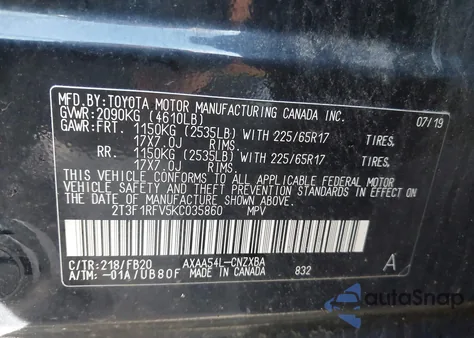 MFD.BY:TOYOTA MOTOR MANUFACTURING CANADA INC.
GVWR:2090KG (4610LB) 07/19
GAWR:FRT. 1150KG (2535LB) WITH 225/65R17 TIRES,
17X7.0J RIMS.
RR. 1150KG (2535LB) WITH 225/65R17 TIRES,
17X7.0J RIMS.
THIS VEHICLE CONFORMS TO ALL APPLICABLE FEDERAL MOTOR
VEHICLE SAFETY AND THEFT PREVENTION STANDARDS IN EFFECT
ON THE DATE OF MANUFACTURE SHOWN ABOVE.
2T3F1RFV5KC035860 MPV
C/TR:218/FB20 AXAA54L-CNZXBA
A/TM: -01A/UB80F MADE IN CANADA 832 A
autoSnap